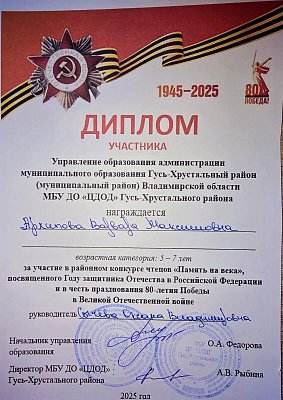 1945–2025
80
ПОБЕДА!
ДИПЛОМ
УЧАСТНИКА
Управление образования администрации
муниципального образования Гусь-Хрустальный район
(муниципальный район) Владимирской области
МБУ ДО «ЦДОД» Гусь-Хрустального района
награждается
Архипова Варвара Максимовна
возрастная категория: 5 – 7 лет
за участие в районном конкурсе чтецов «Память на века»,
посвященного Году защитника Отечества в Российской Федерации
и в честь празднования 80-летия Победы
в Великой Отечественной войне
руководитель Сычева Оксана Владимировна
Начальник управления
образования
О.А. Федорова
Директор МБУ ДО «ЦДОД»
Гусь-Хрустального района
А.В. Рыбина
2025 год